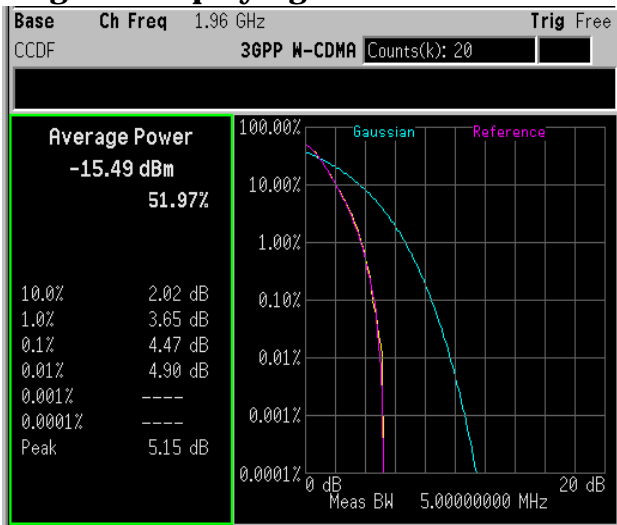 Base Ch Freq 1.96 GHz Trig Free
CCDF 3GPP W-CDMA Counts(k): 20
Average Power
-15.49 dBm
51.97%
10.0% 2.02 dB
1.0% 3.65 dB
0.1% 4.47 dB
0.01% 4.90 dB
0.001% ----
0.0001% ----
Peak 5.15 dB
100.00% Gaussian Reference
10.00%
1.00%
0.10%
0.01%
0.001%
0.0001%
0 dB 20 dB
Meas BW 5.00000000 MHz